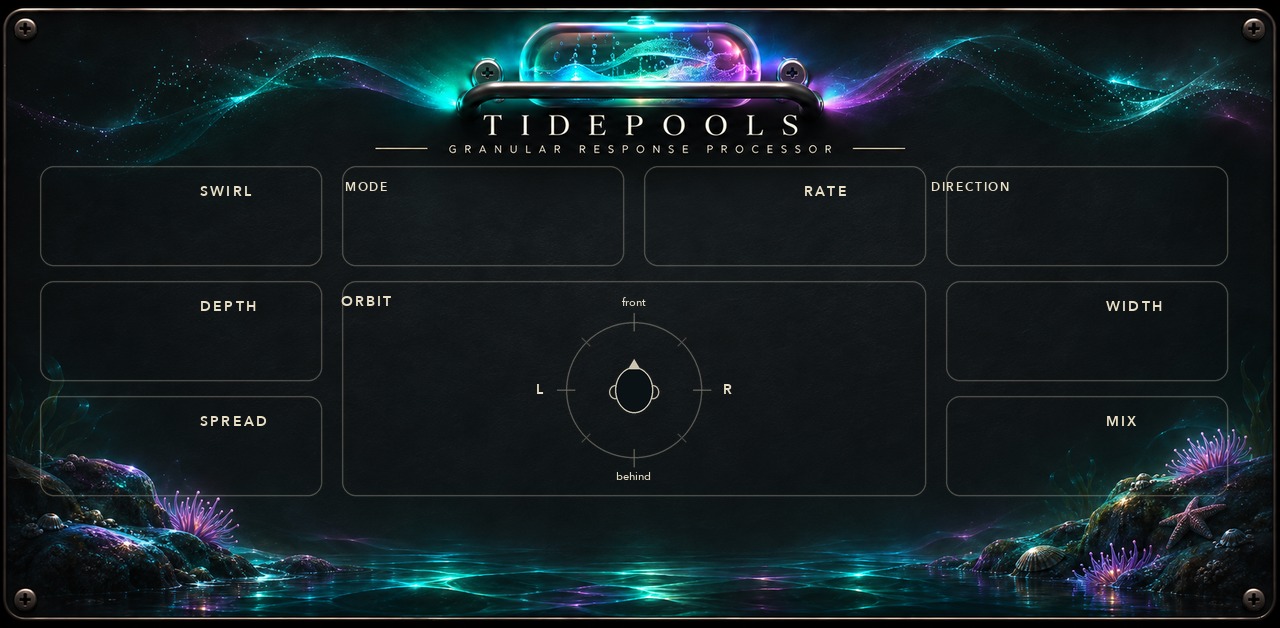 TIDEPOOLS
GRANULAR RESPONSE PROCESSOR
SWIRL
MODE
RATE
DIRECTION
DEPTH
ORBIT
front
WIDTH
L
R
SPREAD
MIX
behind